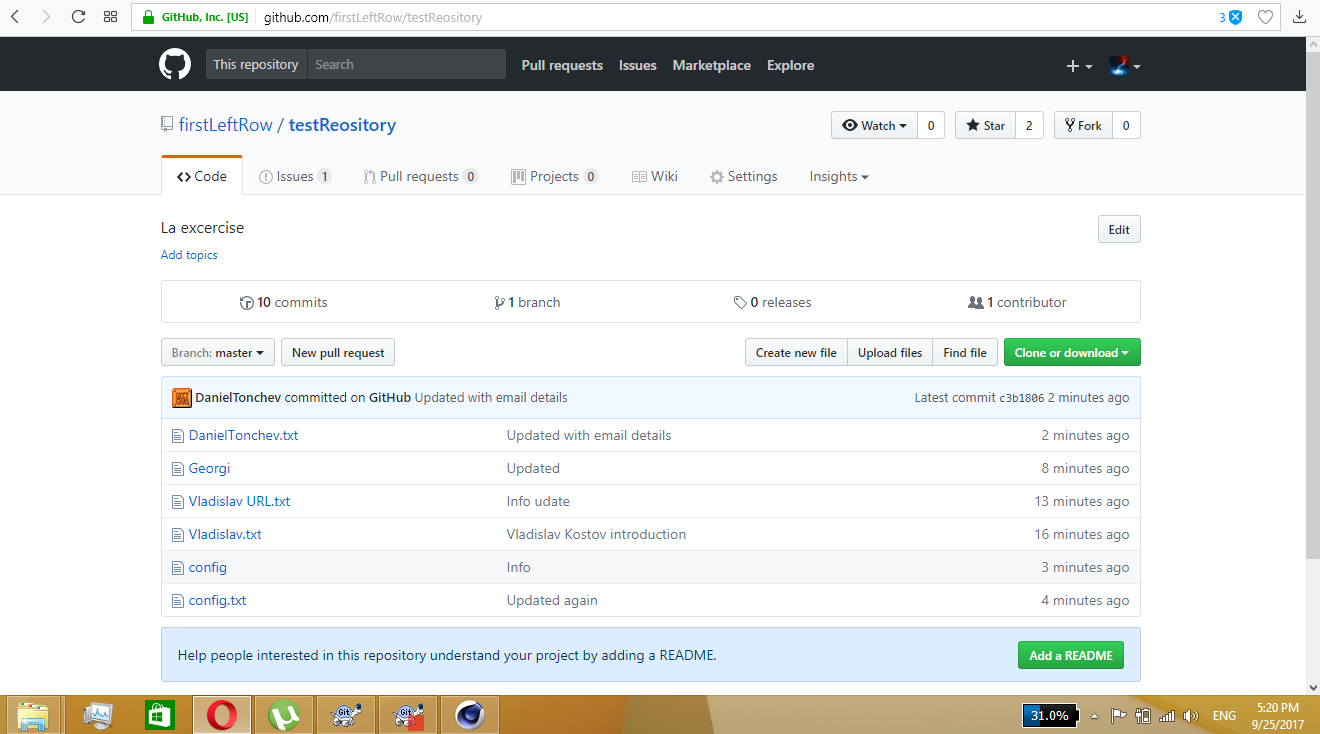 GitHub, Inc. [US] github.com/firstLeftRow/testReository 3
This repository Search Pull requests Issues Marketplace Explore
firstLeftRow / testReository Watch 0 Star 2 Fork 0
Code Issues 1 Pull requests 0 Projects 0 Wiki Settings Insights
La excercise Edit
Add topics
10 commits 1 branch 0 releases 1 contributor
Branch: master New pull request Create new file Upload files Find file Clone or download
DanielTonchev committed on GitHub Updated with email details Latest commit c3b1806 2 minutes ago
DanielTonchev.txt Updated with email details 2 minutes ago
Georgi Updated 8 minutes ago
Vladislav URL.txt Info udate 13 minutes ago
Vladislav.txt Vladislav Kostov introduction 16 minutes ago
config Info 3 minutes ago
config.txt Updated again 4 minutes ago
Help people interested in this repository understand your project by adding a README. Add a README
Git Git 31.0% ENG 5:20 PM
9/25/2017